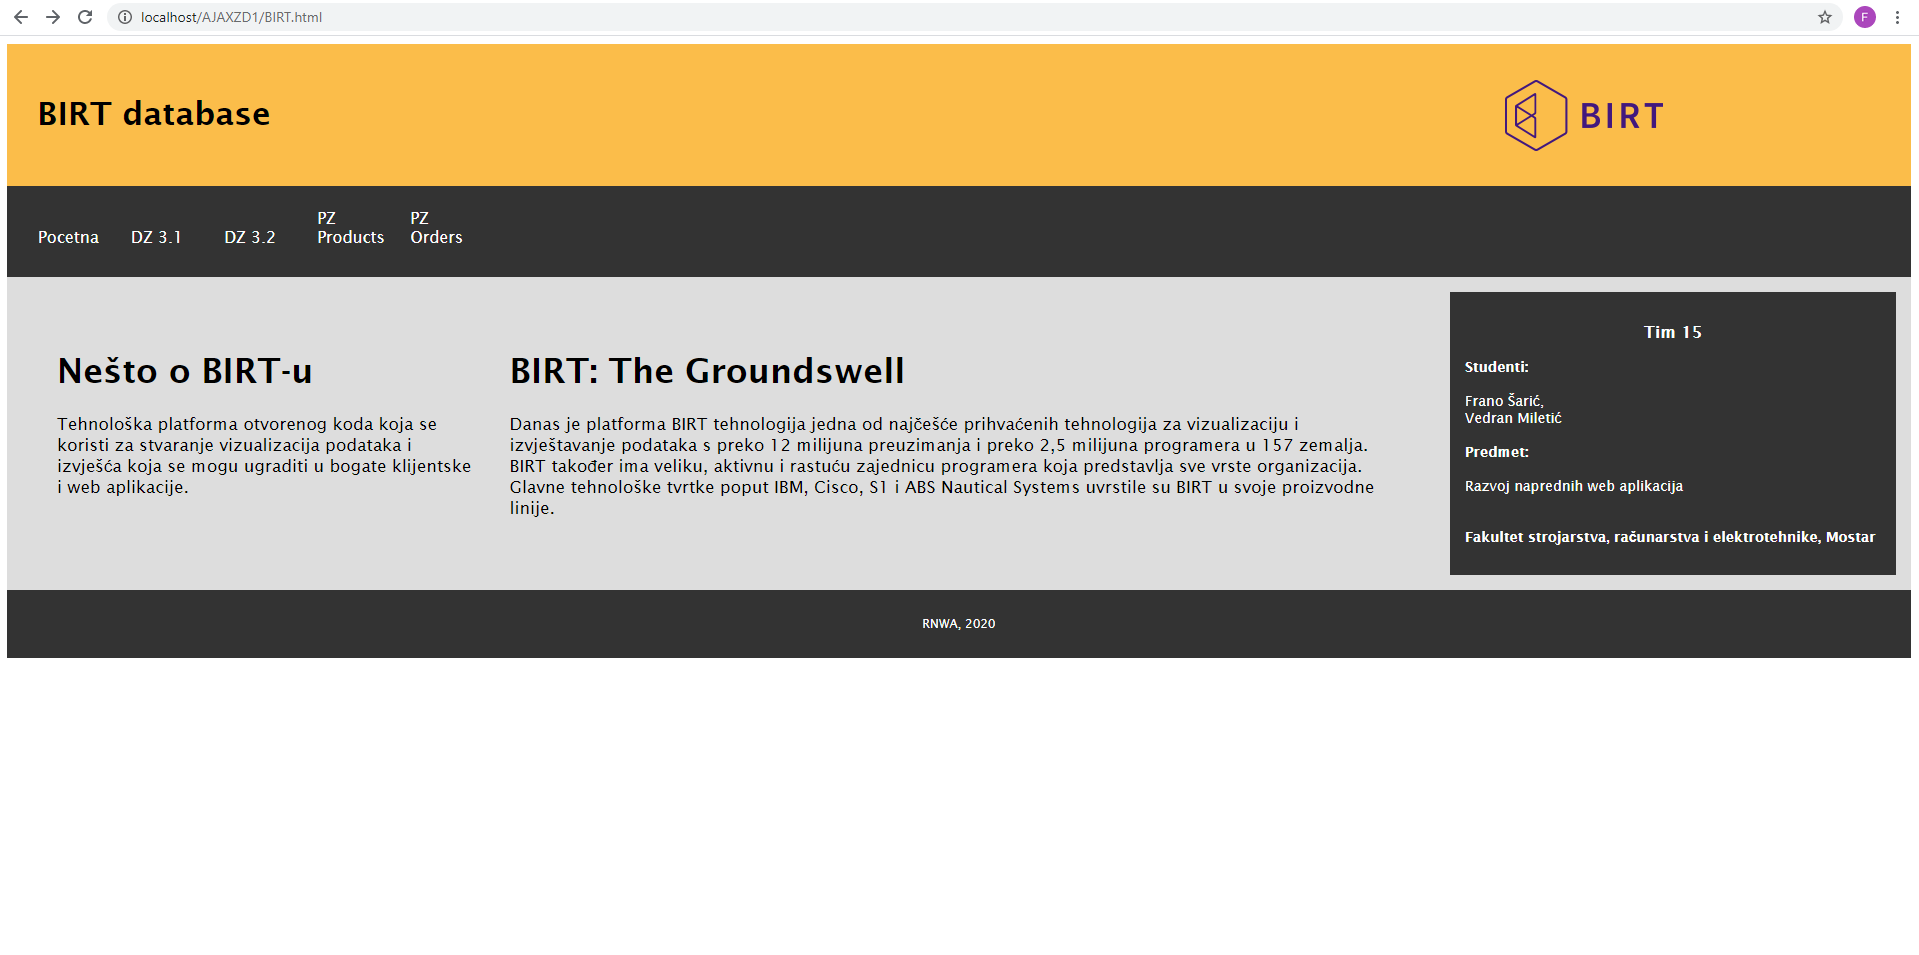 localhost/AJAXZD1/BIRT.html
F
BIRT database
BIRT
Pocetna
DZ 3.1
DZ 3.2
PZ
Products
PZ
Orders
Nešto o BIRT-u
Tehnološka platforma otvorenog koda koja se
koristi za stvaranje vizualizacija podataka i
izvješća koja se mogu ugraditi u bogate klijentske
i web aplikacije.
BIRT: The Groundswell
Danas je platforma BIRT tehnologija jedna od najčešće prihvaćenih tehnologija za vizualizaciju i
izvještavanje podataka s preko 12 milijuna preuzimanja i preko 2,5 milijuna programera u 157 zemalja.
BIRT također ima veliku, aktivnu i rastuću zajednicu programera koja predstavlja sve vrste organizacija.
Glavne tehnološke tvrtke poput IBM, Cisco, S1 i ABS Nautical Systems uvrstile su BIRT u svoje proizvodne
linije.
Tim 15
Studenti:
Frano Šarić,
Vedran Miletić
Predmet:
Razvoj naprednih web aplikacija
Fakultet strojarstva, računarstva i elektrotehnike, Mostar
RNWA, 2020